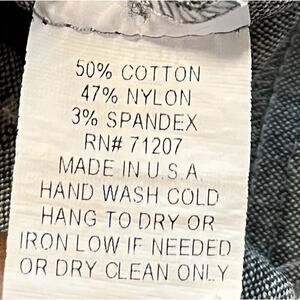 50% COTTON
47% NYLON
3% SPANDEX
RN# 71207
MADE IN U.S.A
HAND WASH COLD
HANG TO DRY OR
IRON LOW IF NEEDED
OR DRY CLEAN ONLY